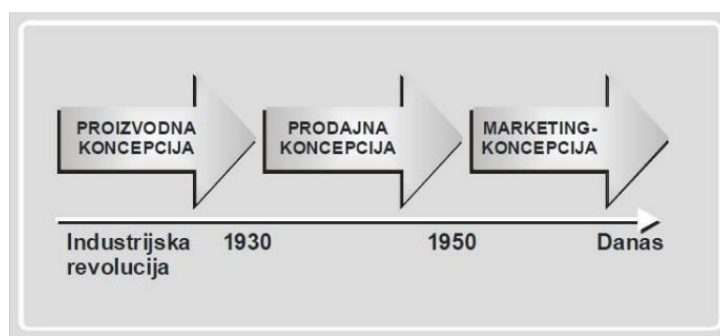 PROIZVODNA
KONCEPCIJA
PRODAJNA
KONCEPCIJA
MARKETING-
KONCEPCIJA
Industrijska
revolucija
1930
1950
Danas